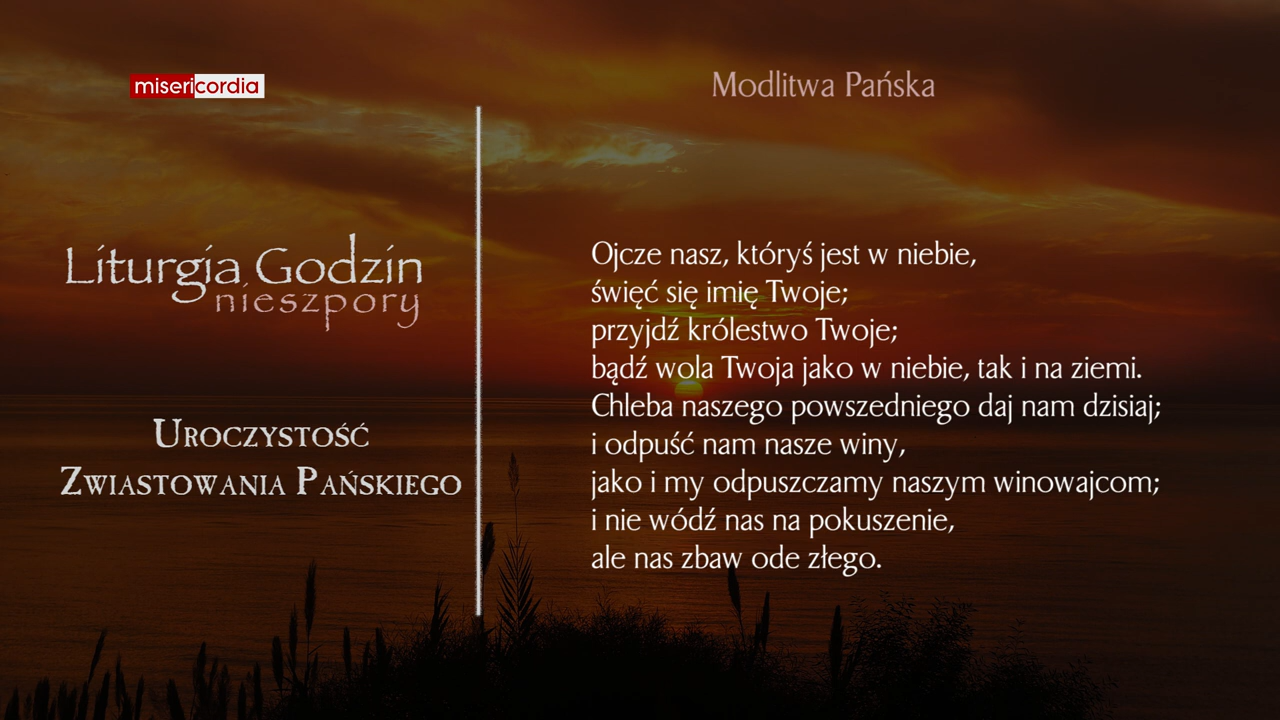 misericordia
Liturgia Godzin
nieszpory
Uroczystość
Zwiastowania Pańskiego
Modlitwa Pańska
Ojcze nasz, któryś jest w niebie,
święć się imię Twoje;
przyjdź królestwo Twoje;
bądź wola Twoja jako w niebie, tak i na ziemi.
Chleba naszego powszedniego daj nam dzisiaj;
i odpuść nam nasze winy,
jako i my odpuszczamy naszym winowajcom;
i nie wódź nas na pokuszenie,
ale nas zbaw ode złego.